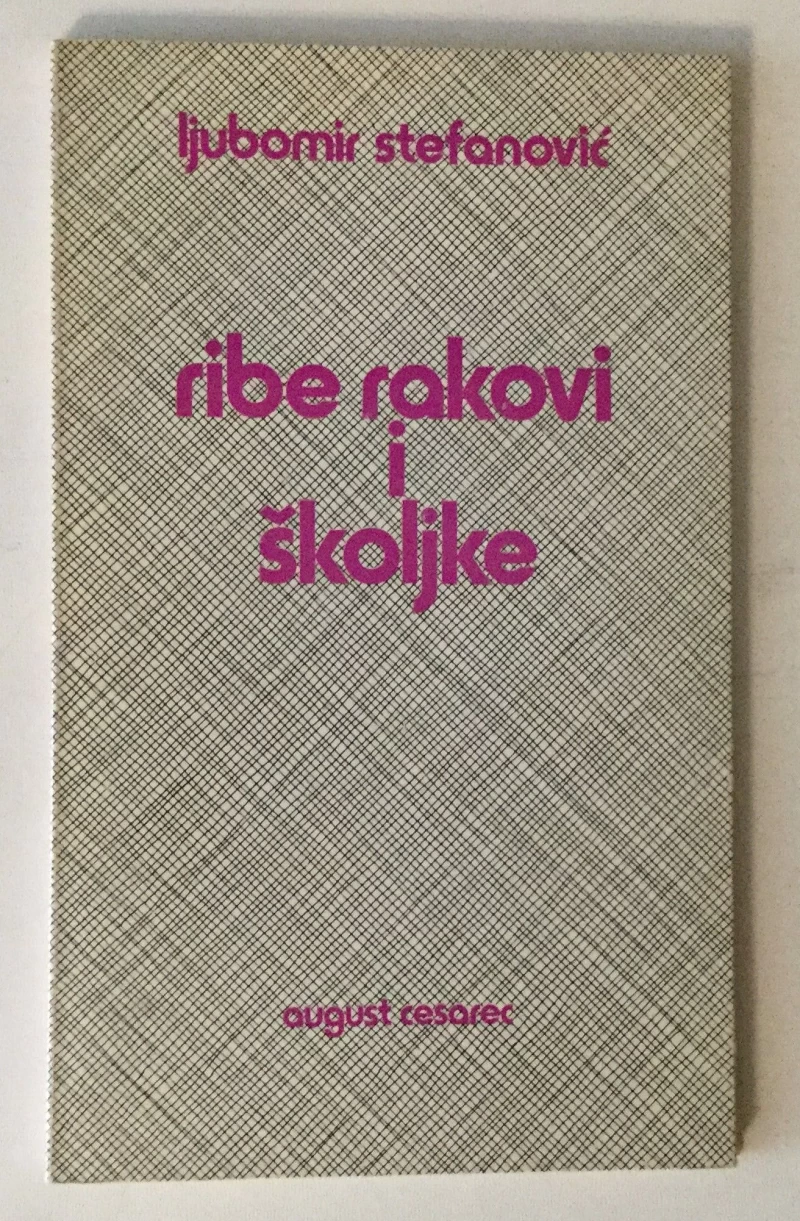 ljubomir stefanović
ribe rakovi
i
školjke
august cesarec